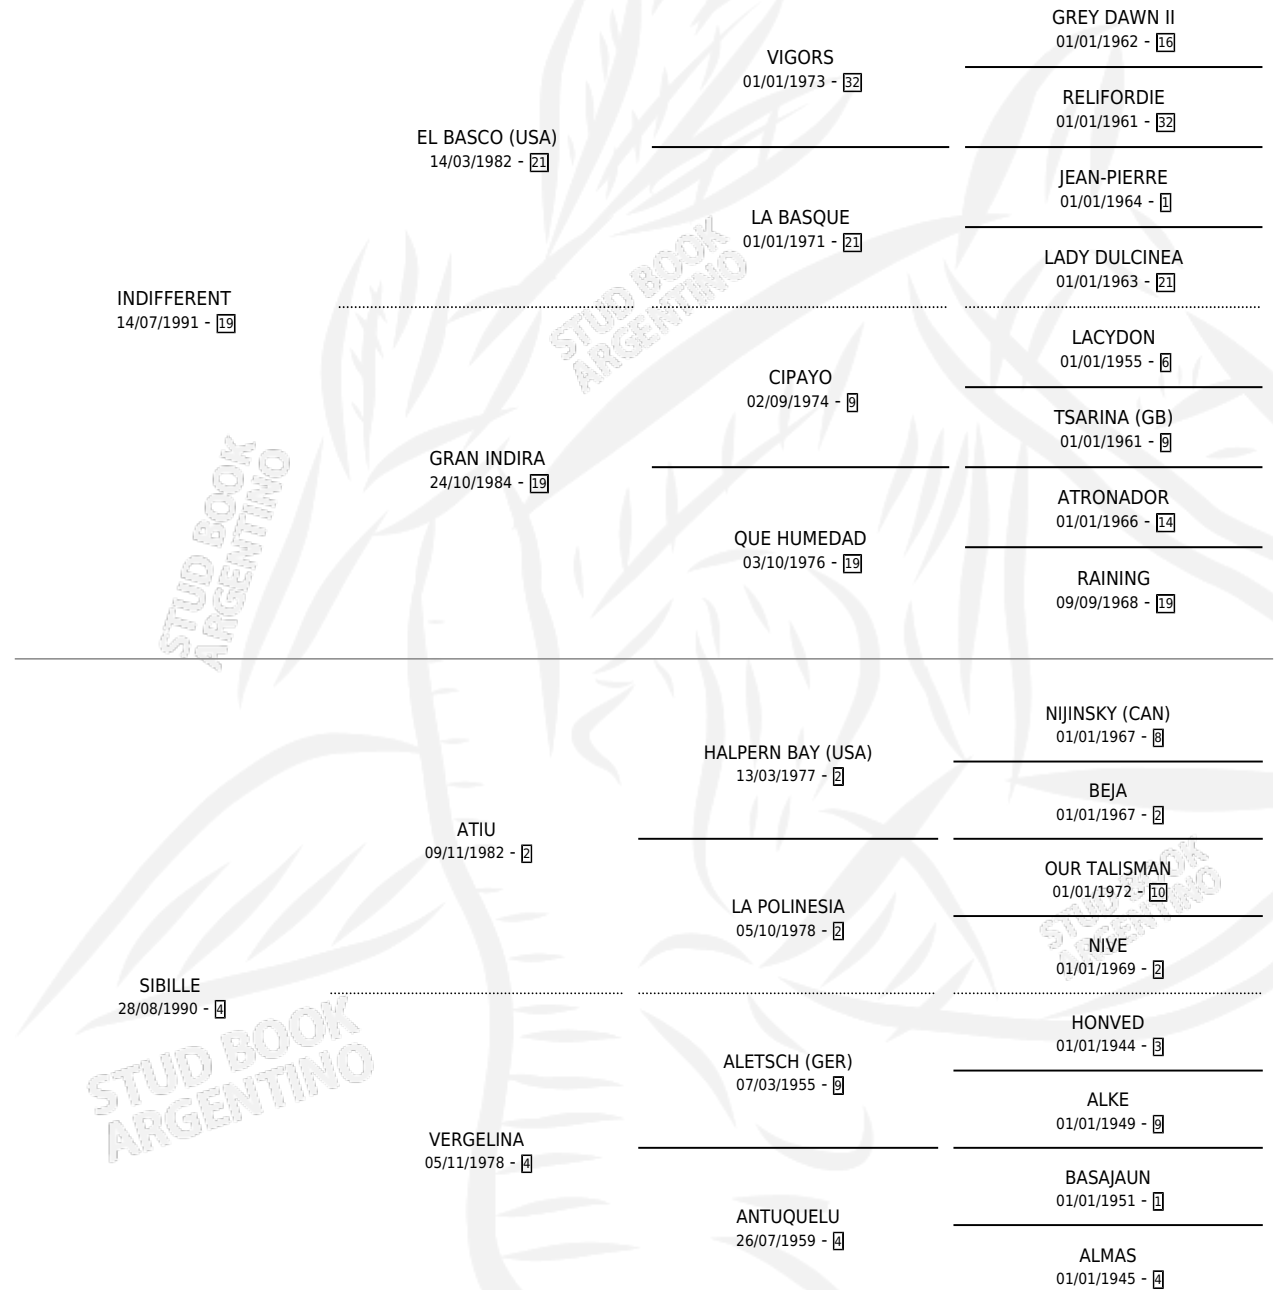 GREY DAWN II
01/01/1962 - 16
VIGORS
01/01/1973 - 32
RELIFORDIE
01/01/1961 - 32
EL BASCO (USA)
14/03/1982 - 21
JEAN-PIERRE
01/01/1964 - 1
LA BASQUE
01/01/1971 - 21
LADY DULCINEA
01/01/1963 - 21
INDIFFERENT
14/07/1991 - 19
STUD BOOK
ARGENTINO
LACYDON
01/01/1955 - 6
CIPAYO
02/09/1974 - 9
TSARINA (GB)
01/01/1961 - 9
GRAN INDIRA
24/10/1984 - 19
ATRONADOR
01/01/1966 - 14
QUE HUMEDAD
03/10/1976 - 19
RAINING
09/09/1968 - 19
STUD BOOK
ARGENTINO
NIJINSKY (CAN)
01/01/1967 - 8
HALPERN BAY (USA)
13/03/1977 - 2
BEJA
01/01/1967 - 2
ATIU
09/11/1982 - 2
OUR TALISMAN
01/01/1972 - 10
LA POLINESIA
05/10/1978 - 2
STUD BOOK
ARGENTINO
NIVE
01/01/1969 - 2
SIBILLE
28/08/1990 - 4
STUD BOOK
ARGENTINO
HONVED
01/01/1944 - 3
ALETSCH (GER)
07/03/1955 - 9
ALKE
01/01/1949 - 9
VERGELINA
05/11/1978 - 4
BASAJAUN
01/01/1951 - 1
ANTUQUELU
26/07/1959 - 4
ALMAS
01/01/1945 - 4